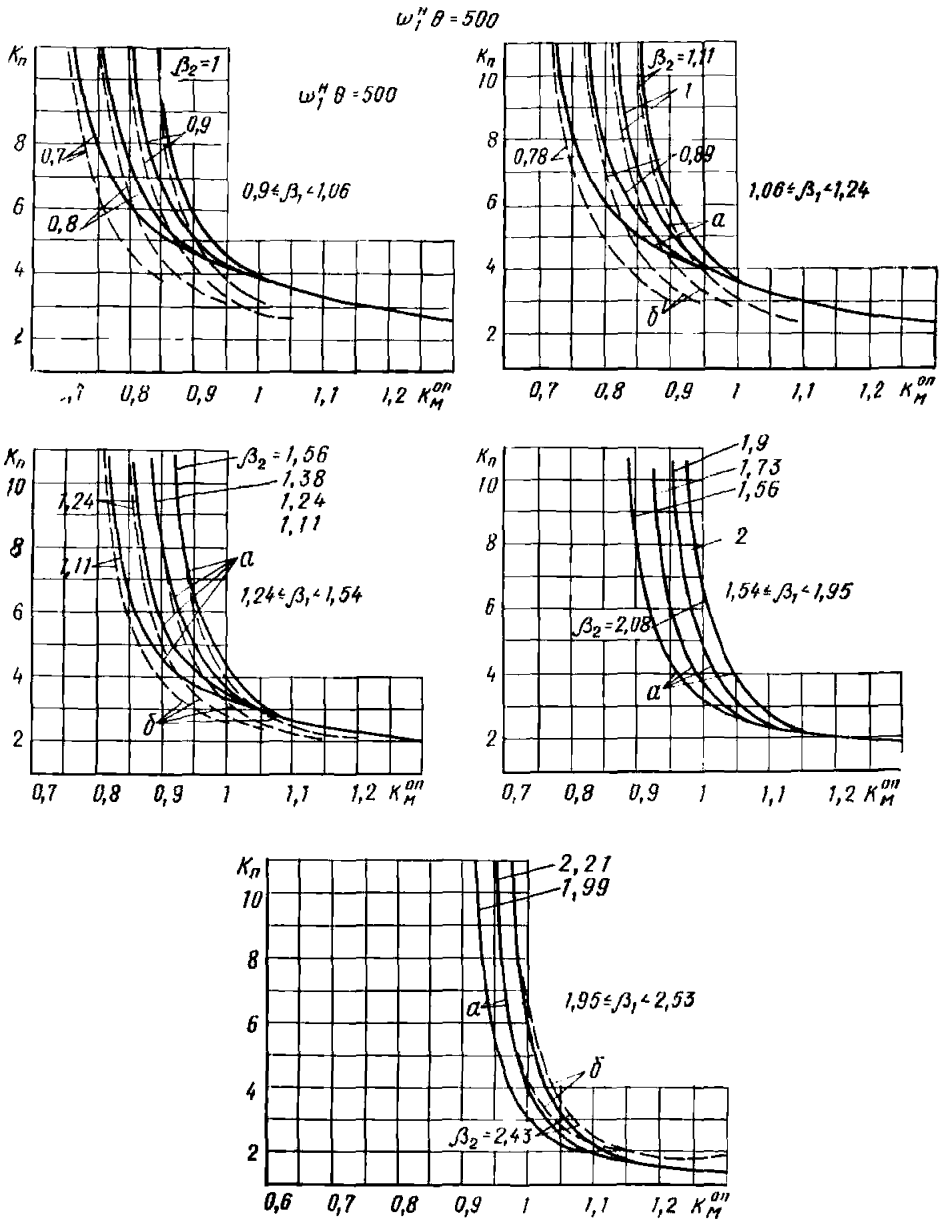 ω₁ᴴ θ = 500
Kп
β₂=1
ω₁ᴴ θ = 500
0,9
0,7
0,8
0,9 ≤ β₁ < 1,06
8
6
4
2
0,8 0,9 1 1,1 1,2 Kмᵒⁿ
Kп
10
β₂=1,11
1
0,78
0,89
1,06 ≤ β₁ < 1,24
а
б
8
6
4
2
0,7 0,8 0,9 1 1,1 1,2 Kмᵒⁿ
Kп
10
β₂=1,56
1,38
1,24
1,11
1,24
1,11
а
1,24 ≤ β₁ < 1,54
б
8
6
4
2
0,7 0,8 0,9 1 1,1 1,2 Kмᵒⁿ
Kп
10
1,9
1,73
1,56
2
1,54 ≤ β₁ < 1,95
β₂=2,08
а
8
6
4
2
0,7 0,8 0,9 1 1,1 1,2 Kмᵒⁿ
Kп
10
2,21
1,99
а
1,95 ≤ β₁ < 2,53
б
β₂=2,43
8
6
4
2
0,6 0,7 0,8 0,9 1 1,1 1,2 Kмᵒⁿ